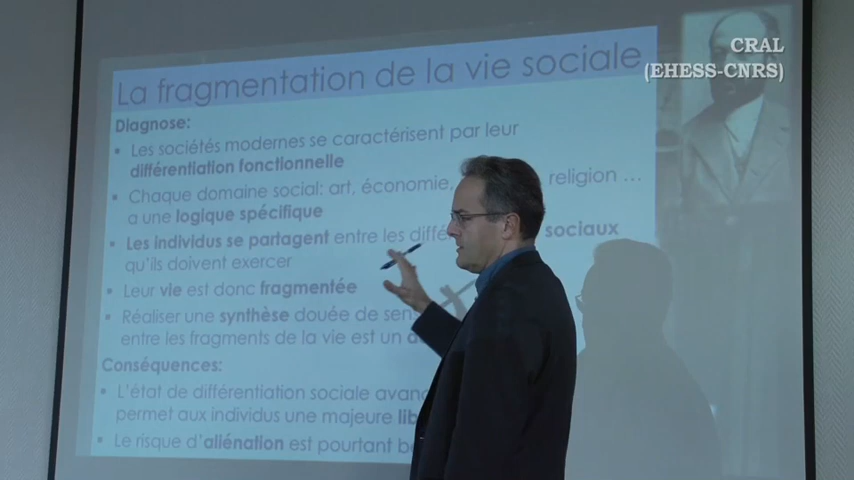 CRAL
(EHESS-CNRS)
La fragmentation de la vie sociale
Diagnose:
▪ Les sociétés modernes se caractérisent par leur
différentiation fonctionnelle
▪ Chaque domaine social: art, économie, religion ...
a une logique spécifique
▪ Les individus se partagent entre les sociaux
qu'ils doivent exercer
▪ Leur vie est donc fragmentée
▪ Réaliser une synthèse douée de
entre les fragments de la vie est un
Conséquences:
▪ L'état de différentiation sociale
permet aux individus une majeure
▪ Le risque d'aliénation est pourtant